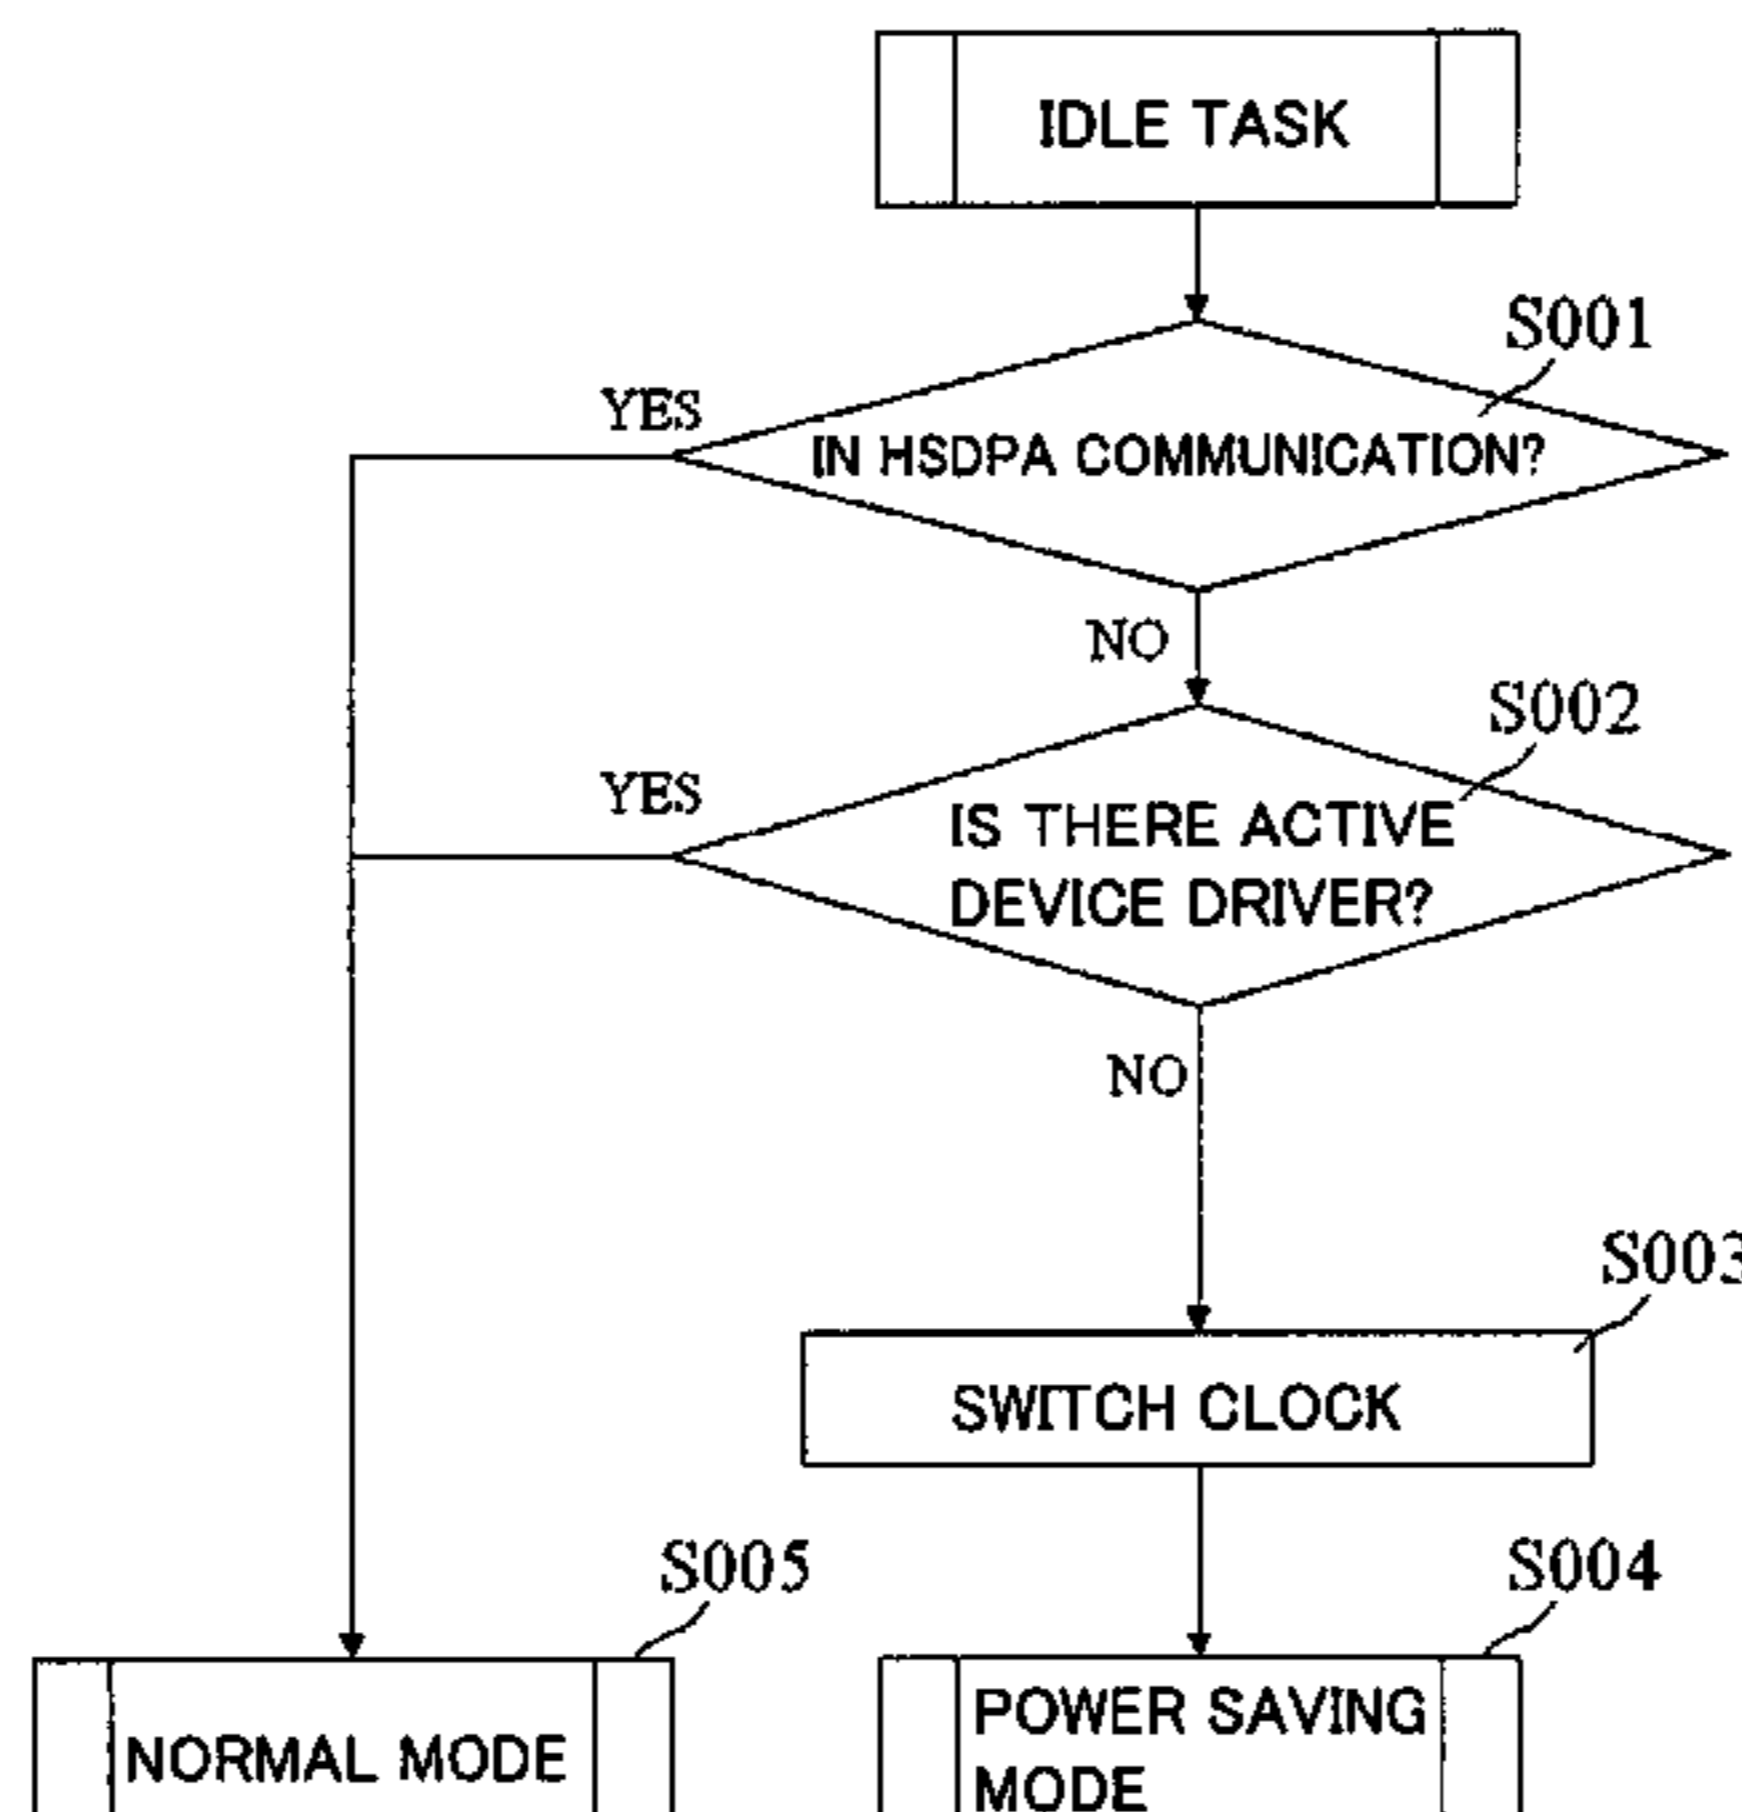 IDLE TASK
S001
YES
IN HSDPA COMMUNICATION?
NO
S002
YES
IS THERE ACTIVE
DEVICE DRIVER?
NO
S003
SWITCH CLOCK
S005
S004
NORMAL MODE
POWER SAVING
MODE